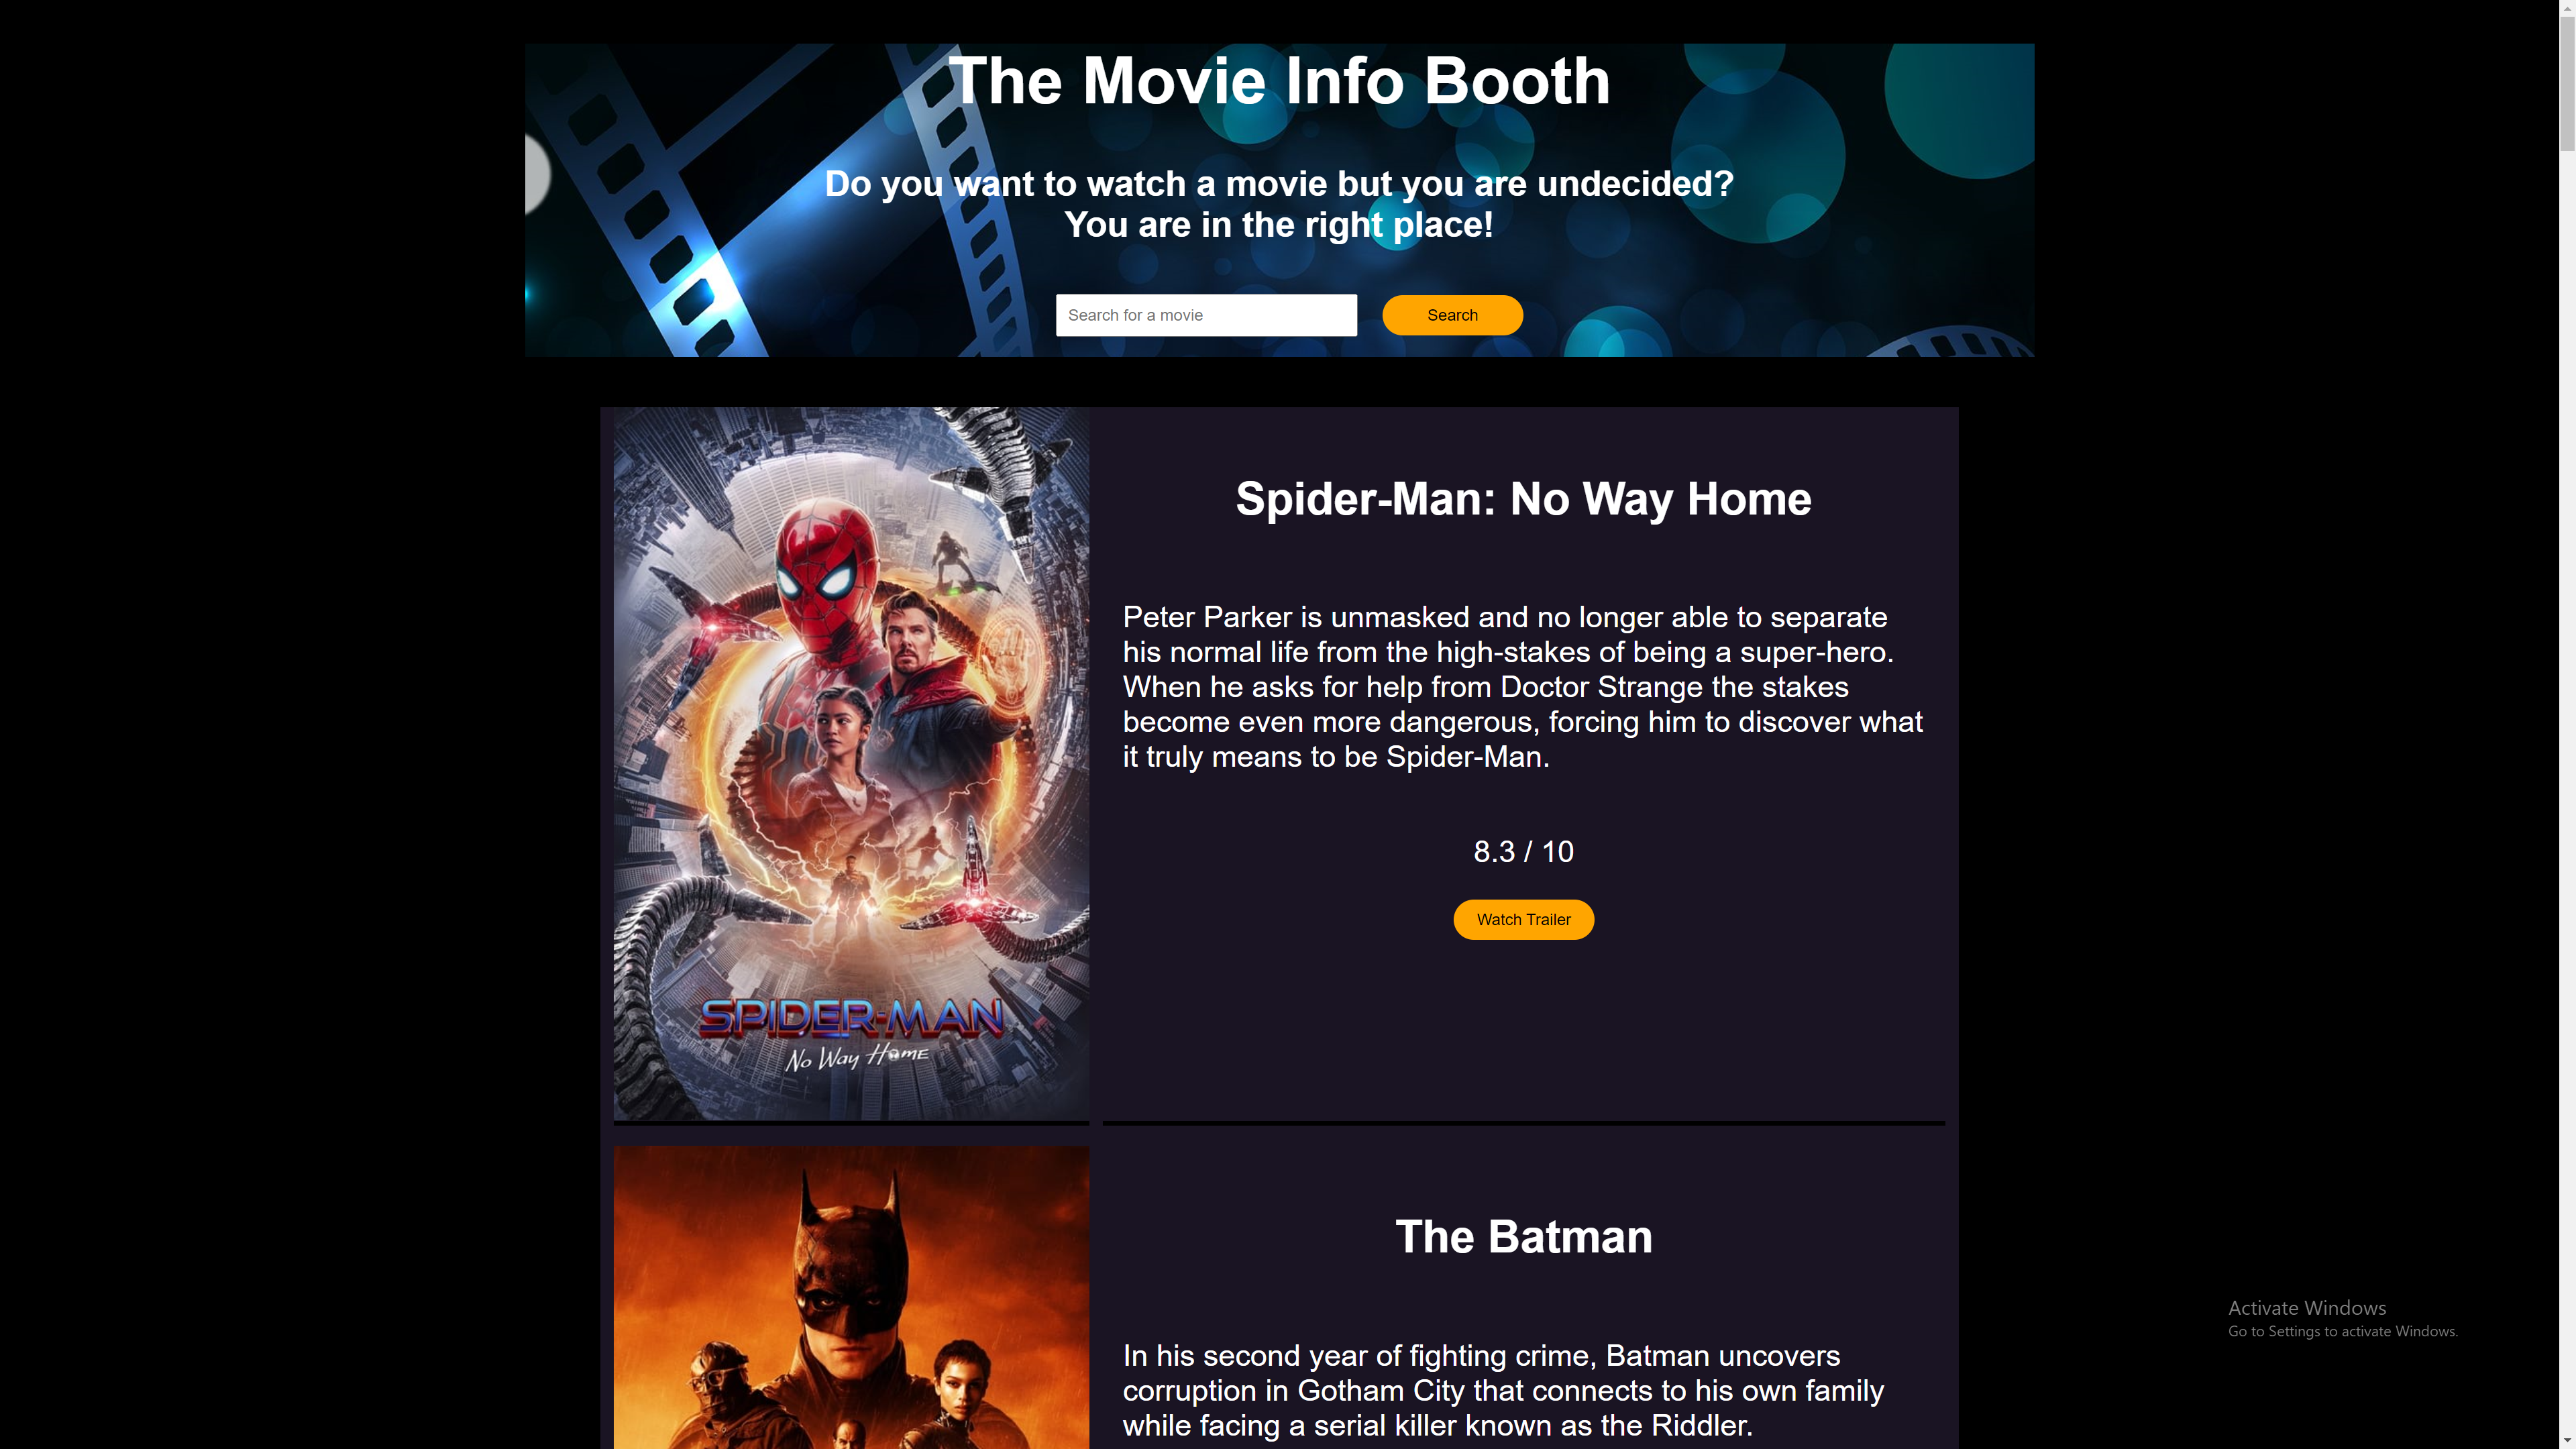 The Movie Info Booth
Do you want to watch a movie but you are undecided?
You are in the right place!
Search for a movie
Search
Spider-Man: No Way Home
Peter Parker is unmasked and no longer able to separate
his normal life from the high-stakes of being a super-hero.
When he asks for help from Doctor Strange the stakes
become even more dangerous, forcing him to discover what
it truly means to be Spider-Man.
8.3 / 10
Watch Trailer
SPIDER-MAN
No Way Home
The Batman
In his second year of fighting crime, Batman uncovers
corruption in Gotham City that connects to his own family
while facing a serial killer known as the Riddler.
Activate Windows
Go to Settings to activate Windows.